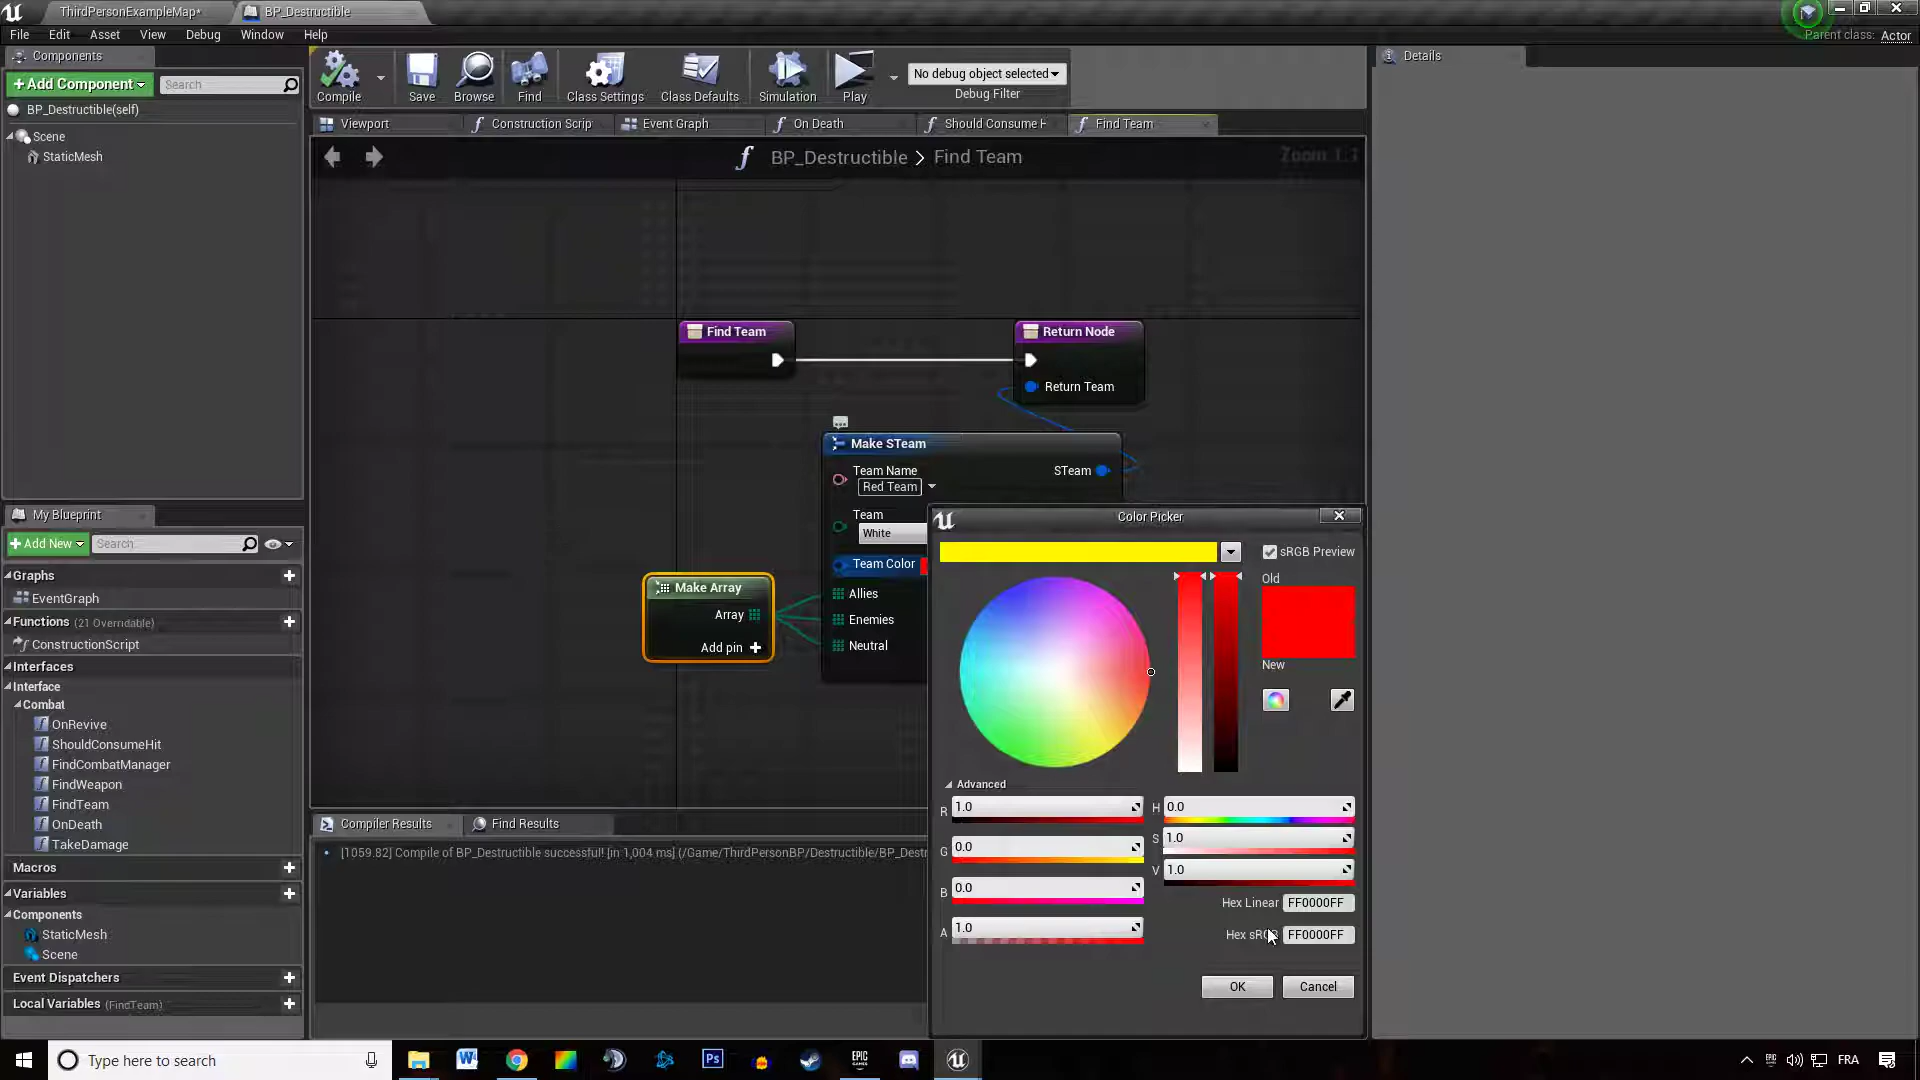 ThirdPersonExampleMap*
BP_Destructible
File Edit Asset View Debug Window Help
Parent class: Actor
Components
+Add Component
Search
BP_Destructible(self)
Scene
StaticMesh
Compile
Save
Browse
Find
Class Settings
Class Defaults
Simulation
Play
No debug object selected
Debug Filter
Details
Viewport
Construction Scrip
Event Graph
On Death
Should Consume H
Find Team
BP_Destructible > Find Team
Zoom 1:1
Find Team
Return Node
Return Team
Make STeam
Team Name
Red Team
STeam
Team
White
Team Color
Allies
Enemies
Neutral
Make Array
Array
Add pin
My Blueprint
+Add New
Search
Graphs
EventGraph
Functions (21 Overridable)
ConstructionScript
Interfaces
Interface
Combat
OnRevive
ShouldConsumeHit
FindCombatManager
FindWeapon
FindTeam
OnDeath
TakeDamage
Macros
Variables
Components
StaticMesh
Scene
Event Dispatchers
Local Variables (FindTeam)
Compiler Results
Find Results
[1059.82] Compile of BP_Destructible successful! [in 1,004 ms] (/Game/ThirdPersonBP/Destructible/BP_Destr
Color Picker
sRGB Preview
Old
New
Advanced
R 1.0
G 0.0
B 0.0
A 1.0
H 0.0
S 1.0
V 1.0
Hex Linear FF0000FF
Hex FF0000FF
OK
Cancel
Type here to search
W
Ps
EPIC
GAMES
FRA